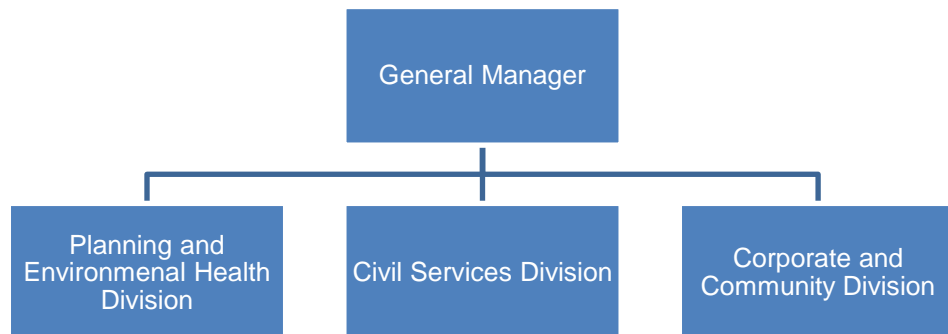 General Manager
Planning and
Environmenal Health
Division
Civil Services Division
Corporate and
Community Division